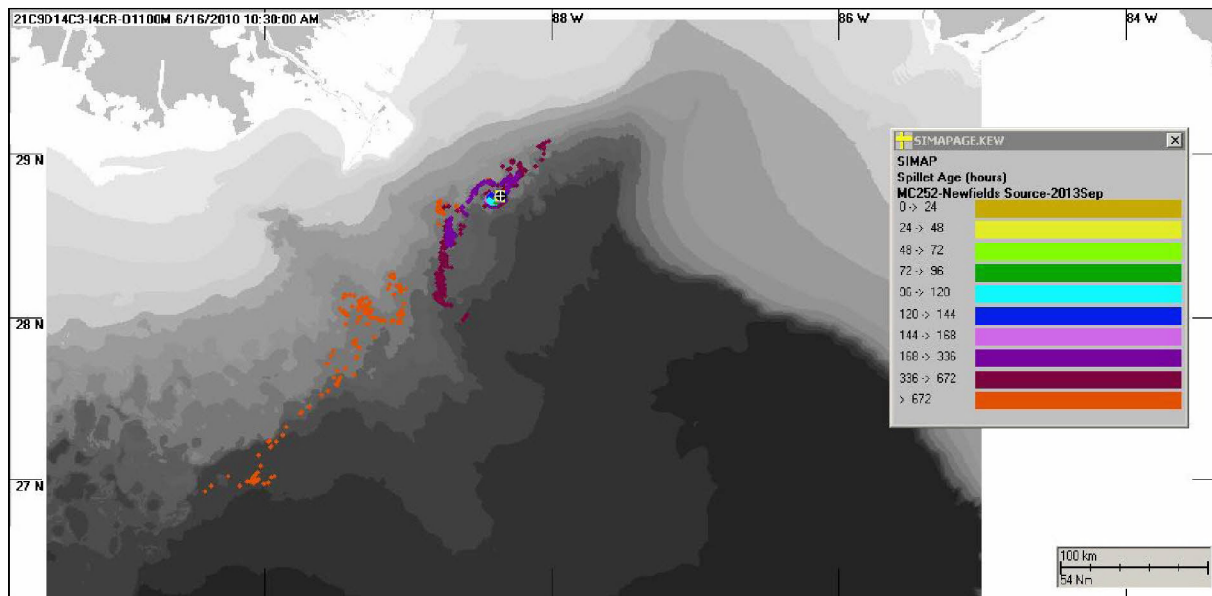 21C9D14C3-I4CR-D1100M 6/16/2010 10:30:00 AM
88 W
86 W
84 W
29 N
28 N
27 N
SIMAPAGE.KEW
SIMAP
Spillet Age (hours)
MC252-Newfields Source-2013Sep
0 -> 24
24 -> 48
48 -> 72
72 -> 96
96 -> 120
120 -> 144
144 -> 168
168 -> 336
336 -> 672
> 672
100 km
54 Nm